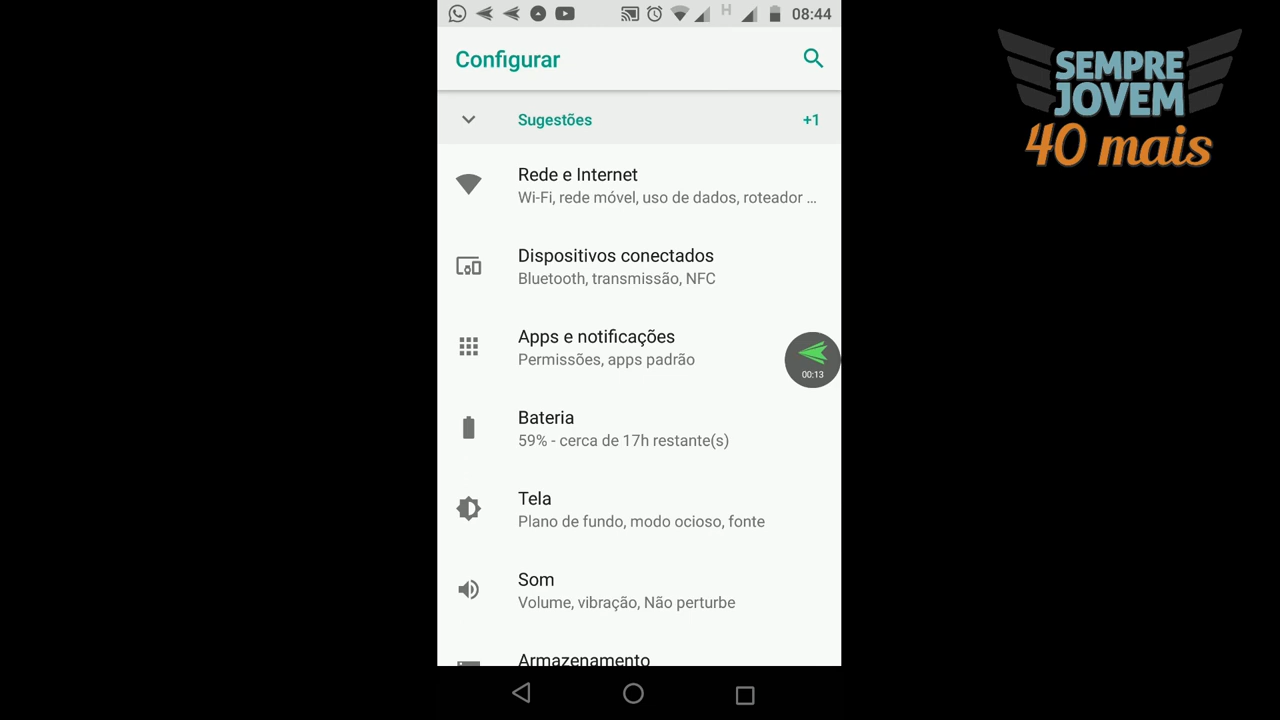 H 08:44
Configurar
Sugestões +1
Rede e Internet
Wi-Fi, rede móvel, uso de dados, roteador ...
Dispositivos conectados
Bluetooth, transmissão, NFC
Apps e notificações
Permissões, apps padrão
00:13
Bateria
59% - cerca de 17h restante(s)
Tela
Plano de fundo, modo ocioso, fonte
Som
Volume, vibração, Não perturbe
Armazenamento
SEMPRE
JOVEM
40 mais